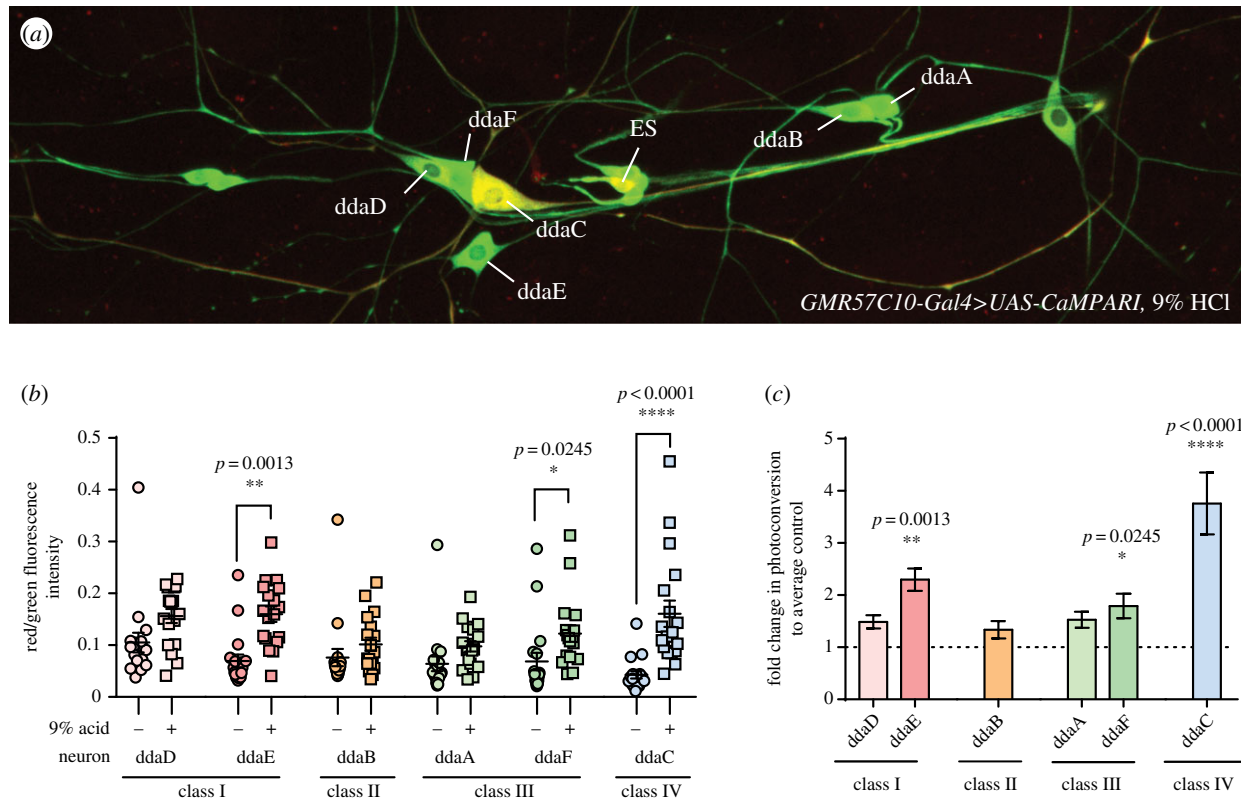 (a)
ddaF
ddaD
ddaC
ddaE
ES
ddaB
ddaA
GMR57C10-Gal4>UAS-CaMPARI, 9% HCl
(b)
red/green fluorescence
intensity
0.5
0.4
0.3
0.2
0.1
0
p = 0.0013
**
p = 0.0245
*
p < 0.0001
****
9% acid – + – + – + – + – + – +
neuron ddaD ddaE ddaB ddaA ddaF ddaC
class I class II class III class IV
(c)
fold change in photoconversion
to average control
5
4
3
2
1
0
p = 0.0013
**
p = 0.0245
*
p < 0.0001
****
ddaD ddaE ddaB ddaA ddaF ddaC
class I class II class III class IV